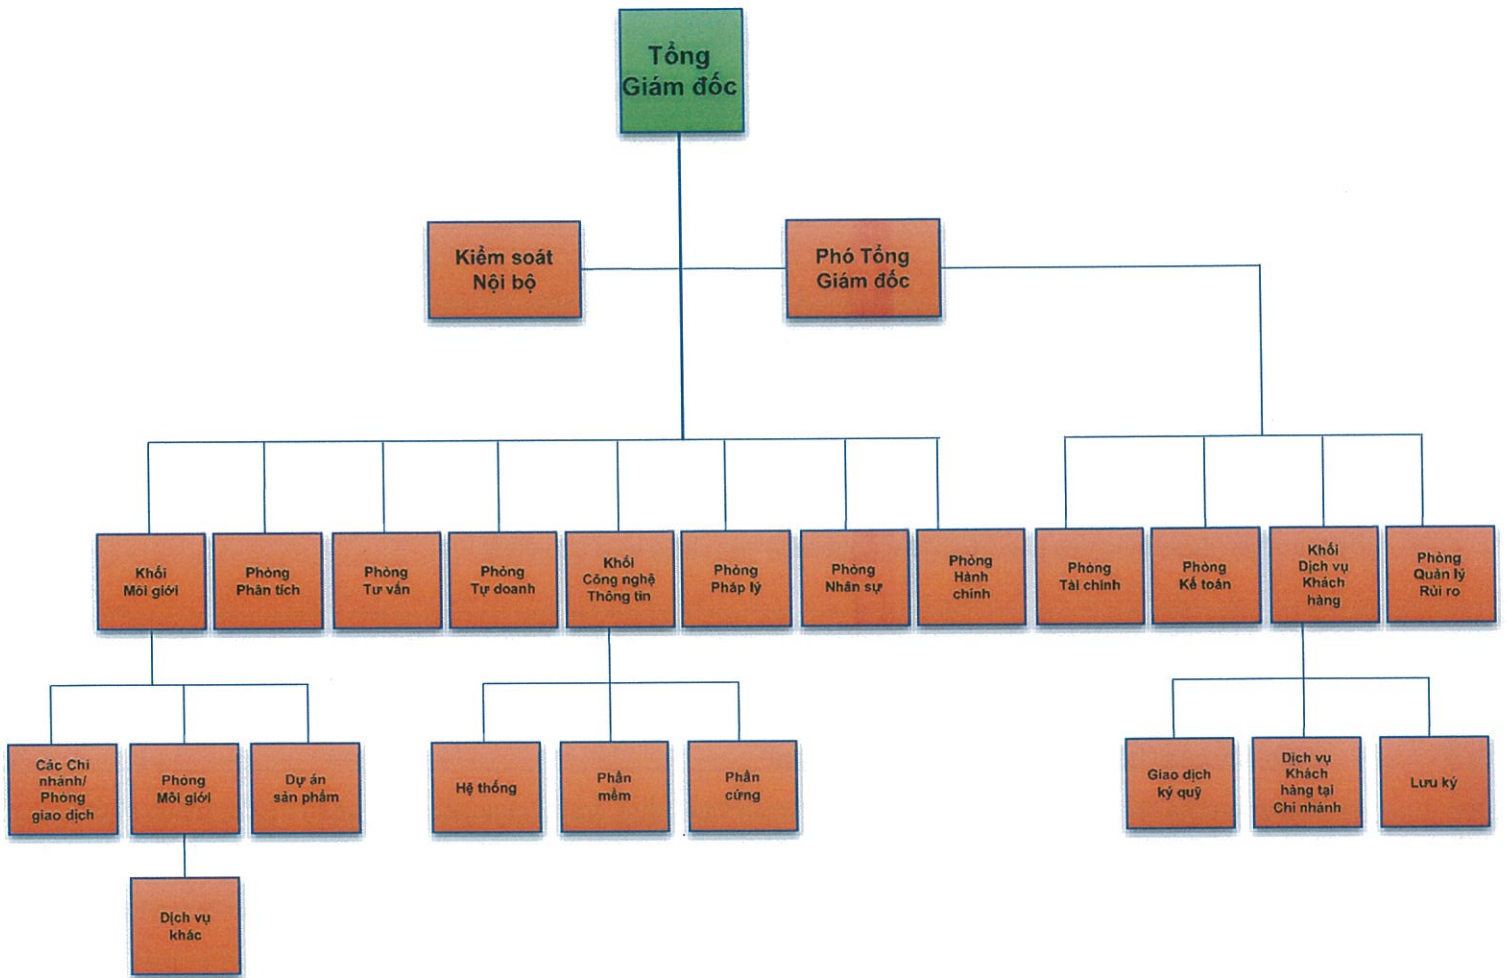 Tổng
Giám đốc
Kiểm soát
Nội bộ
Phó Tổng
Giám đốc
Khối
Môi giới
Phòng
Phân tích
Phòng
Tư vấn
Phòng
Tự doanh
Khối
Công nghệ
Thông tin
Phòng
Pháp lý
Phòng
Nhân sự
Phòng
Hành
chính
Phòng
Tài chính
Phòng
Kế toán
Khối
Dịch vụ
Khách
hàng
Phòng
Quản lý
Rủi ro
Các Chi
nhánh/
Phòng
giao dịch
Phòng
Môi giới
Dự án
sản phẩm
Hệ thống
Phần
mềm
Phần
cứng
Giao dịch
ký quỹ
Dịch vụ
Khách
hàng tại
Chi nhánh
Lưu ký
Dịch vụ
khác